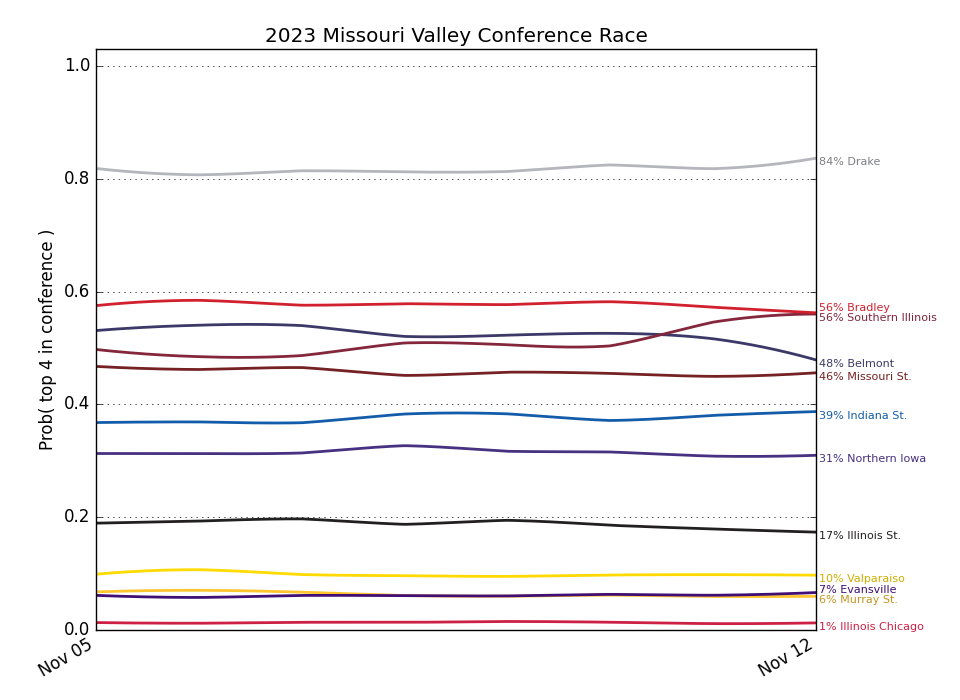 2023 Missouri Valley Conference Race
Prob( top 4 in conference )
1.0
0.8
0.6
0.4
0.2
0.0
Nov 05
Nov 12
84% Drake
56% Bradley
56% Southern Illinois
48% Belmont
46% Missouri St.
39% Indiana St.
31% Northern Iowa
17% Illinois St.
10% Valparaiso
7% Evansville
6% Murray St.
1% Illinois Chicago